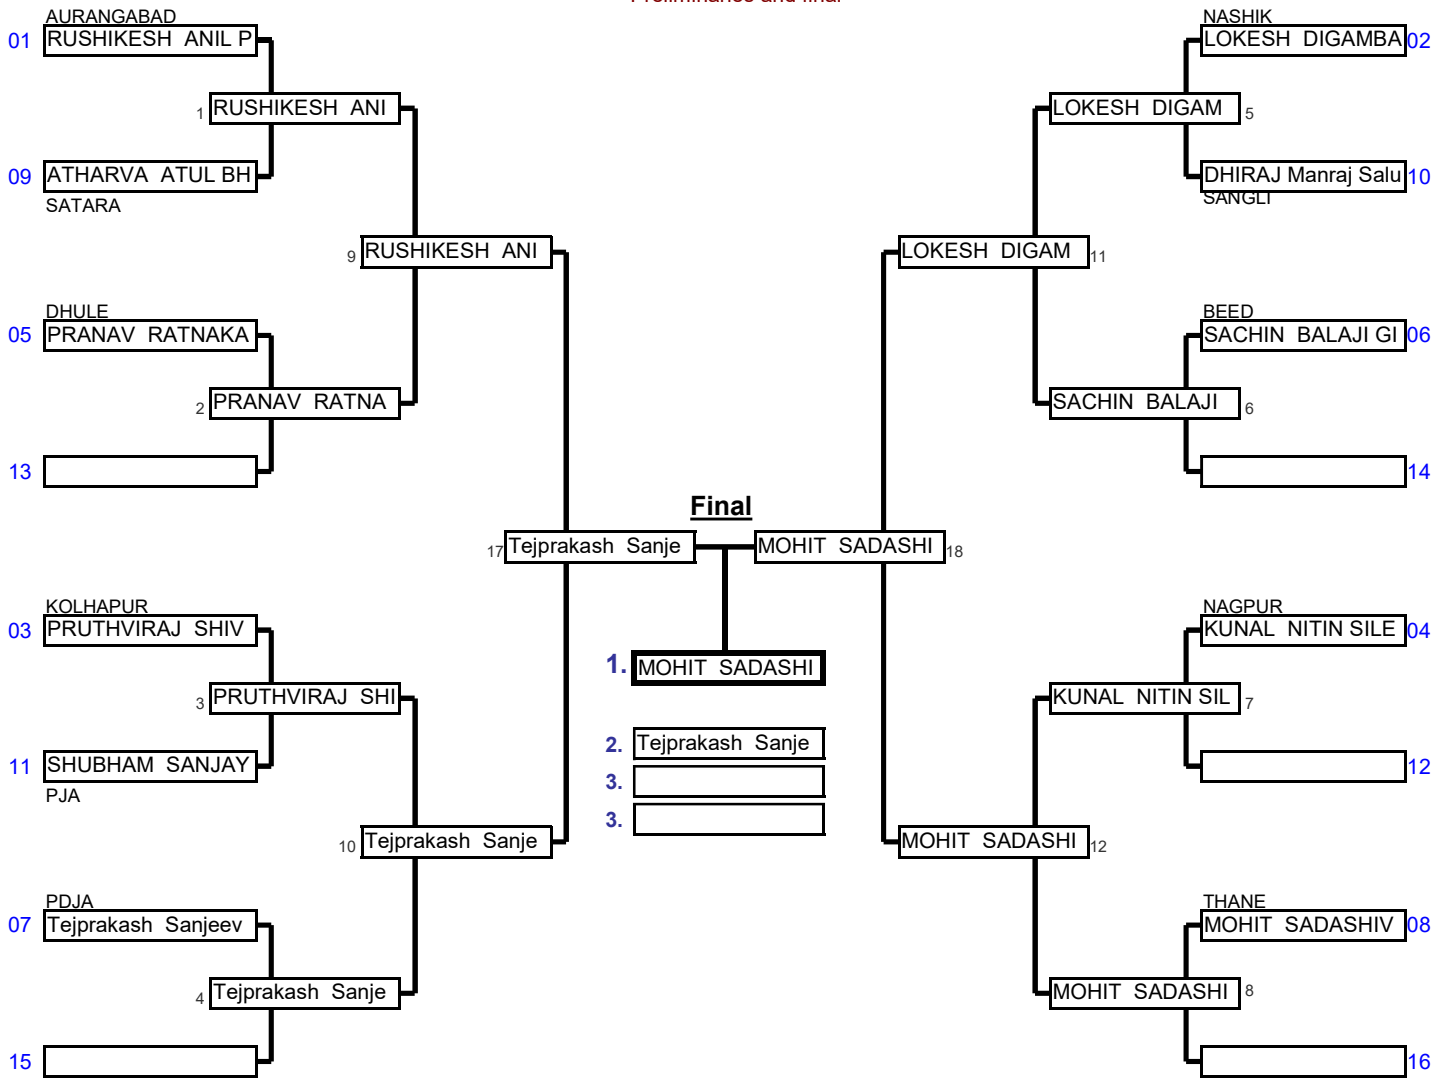 Preliminaries and final
AURANGABAD
01 RUSHIKESH ANIL P
1 RUSHIKESH ANI
09 ATHARVA ATUL BH
SATARA
9 RUSHIKESH ANI
DHULE
05 PRANAV RATNAKA
2 PRANAV RATNA
13
17 Tejprakash Sanje
KOLHAPUR
03 PRUTHVIRAJ SHIV
3 PRUTHVIRAJ SHI
11 SHUBHAM SANJAY
PJA
10 Tejprakash Sanje
PDJA
07 Tejprakash Sanjeev
4 Tejprakash Sanje
15
Final
1. MOHIT SADASHI
2. Tejprakash Sanje
3.
3.
NASHIK
LOKESH DIGAMBA 02
LOKESH DIGAM 5
DHIRAJ Manraj Salu 10
SANGLI
LOKESH DIGAM 11
BEED
SACHIN BALAJI GI 06
SACHIN BALAJI 6
14
MOHIT SADASHI 18
NAGPUR
KUNAL NITIN SILE 04
KUNAL NITIN SIL 7
12
MOHIT SADASHI 12
THANE
MOHIT SADASHIV 08
MOHIT SADASHI 8
16